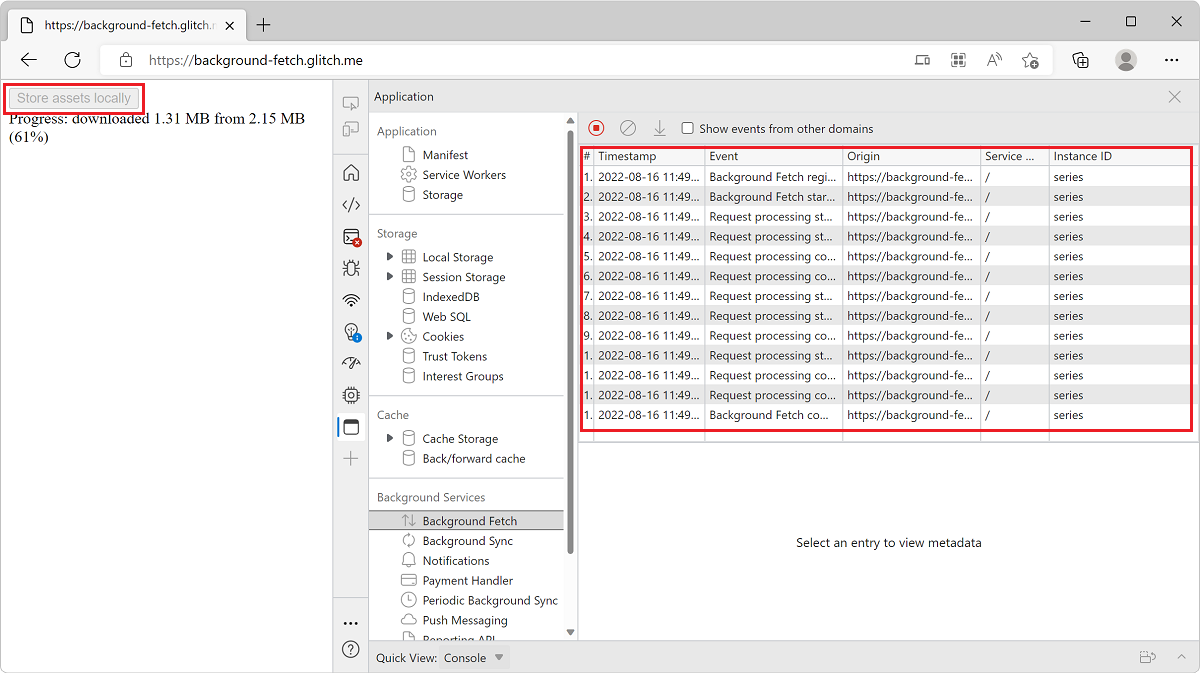 https://background-fetch.glitch.m
https://background-fetch.glitch.me
Store assets locally
Progress: downloaded 1.31 MB from 2.15 MB
(61%)
Application
Application
Manifest
Service Workers
Storage
Storage
Local Storage
Session Storage
IndexedDB
Web SQL
Cookies
Trust Tokens
Interest Groups
Cache
Cache Storage
Back/forward cache
Background Services
Background Fetch
Background Sync
Notifications
Payment Handler
Periodic Background Sync
Push Messaging
Reporting API
Show events from other domains
# Timestamp Event Origin Service ... Instance ID
1. 2022-08-16 11:49... Background Fetch regi... https://background-fe... / series
2. 2022-08-16 11:49... Background Fetch star... https://background-fe... / series
3. 2022-08-16 11:49... Request processing st... https://background-fe... / series
4. 2022-08-16 11:49... Request processing st... https://background-fe... / series
5. 2022-08-16 11:49... Request processing co... https://background-fe... / series
6. 2022-08-16 11:49... Request processing co... https://background-fe... / series
7. 2022-08-16 11:49... Request processing st... https://background-fe... / series
8. 2022-08-16 11:49... Request processing st... https://background-fe... / series
9. 2022-08-16 11:49... Request processing co... https://background-fe... / series
1. 2022-08-16 11:49... Request processing st... https://background-fe... / series
1. 2022-08-16 11:49... Request processing co... https://background-fe... / series
1. 2022-08-16 11:49... Request processing co... https://background-fe... / series
1. 2022-08-16 11:49... Background Fetch co... https://background-fe... / series
Select an entry to view metadata
Quick View: Console